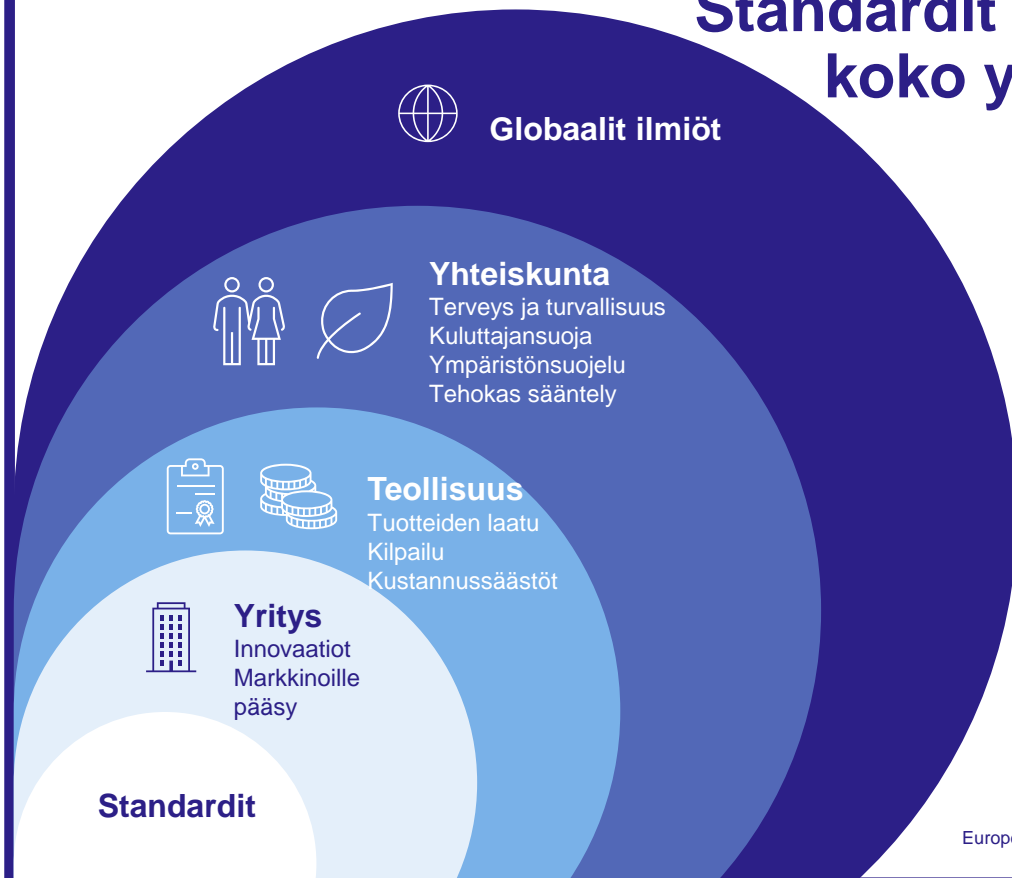 Standardit
koko y
Globaalit ilmiöt
Yhteiskunta
Terveys ja turvallisuus
Kuluttajansuoja
Ympäristönsuojelu
Tehokas sääntely
Teollisuus
Tuotteiden laatu
Kilpailu
Kustannussäästöt
Yritys
Innovaatiot
Markkinoille
pääsy
Standardit
Europe